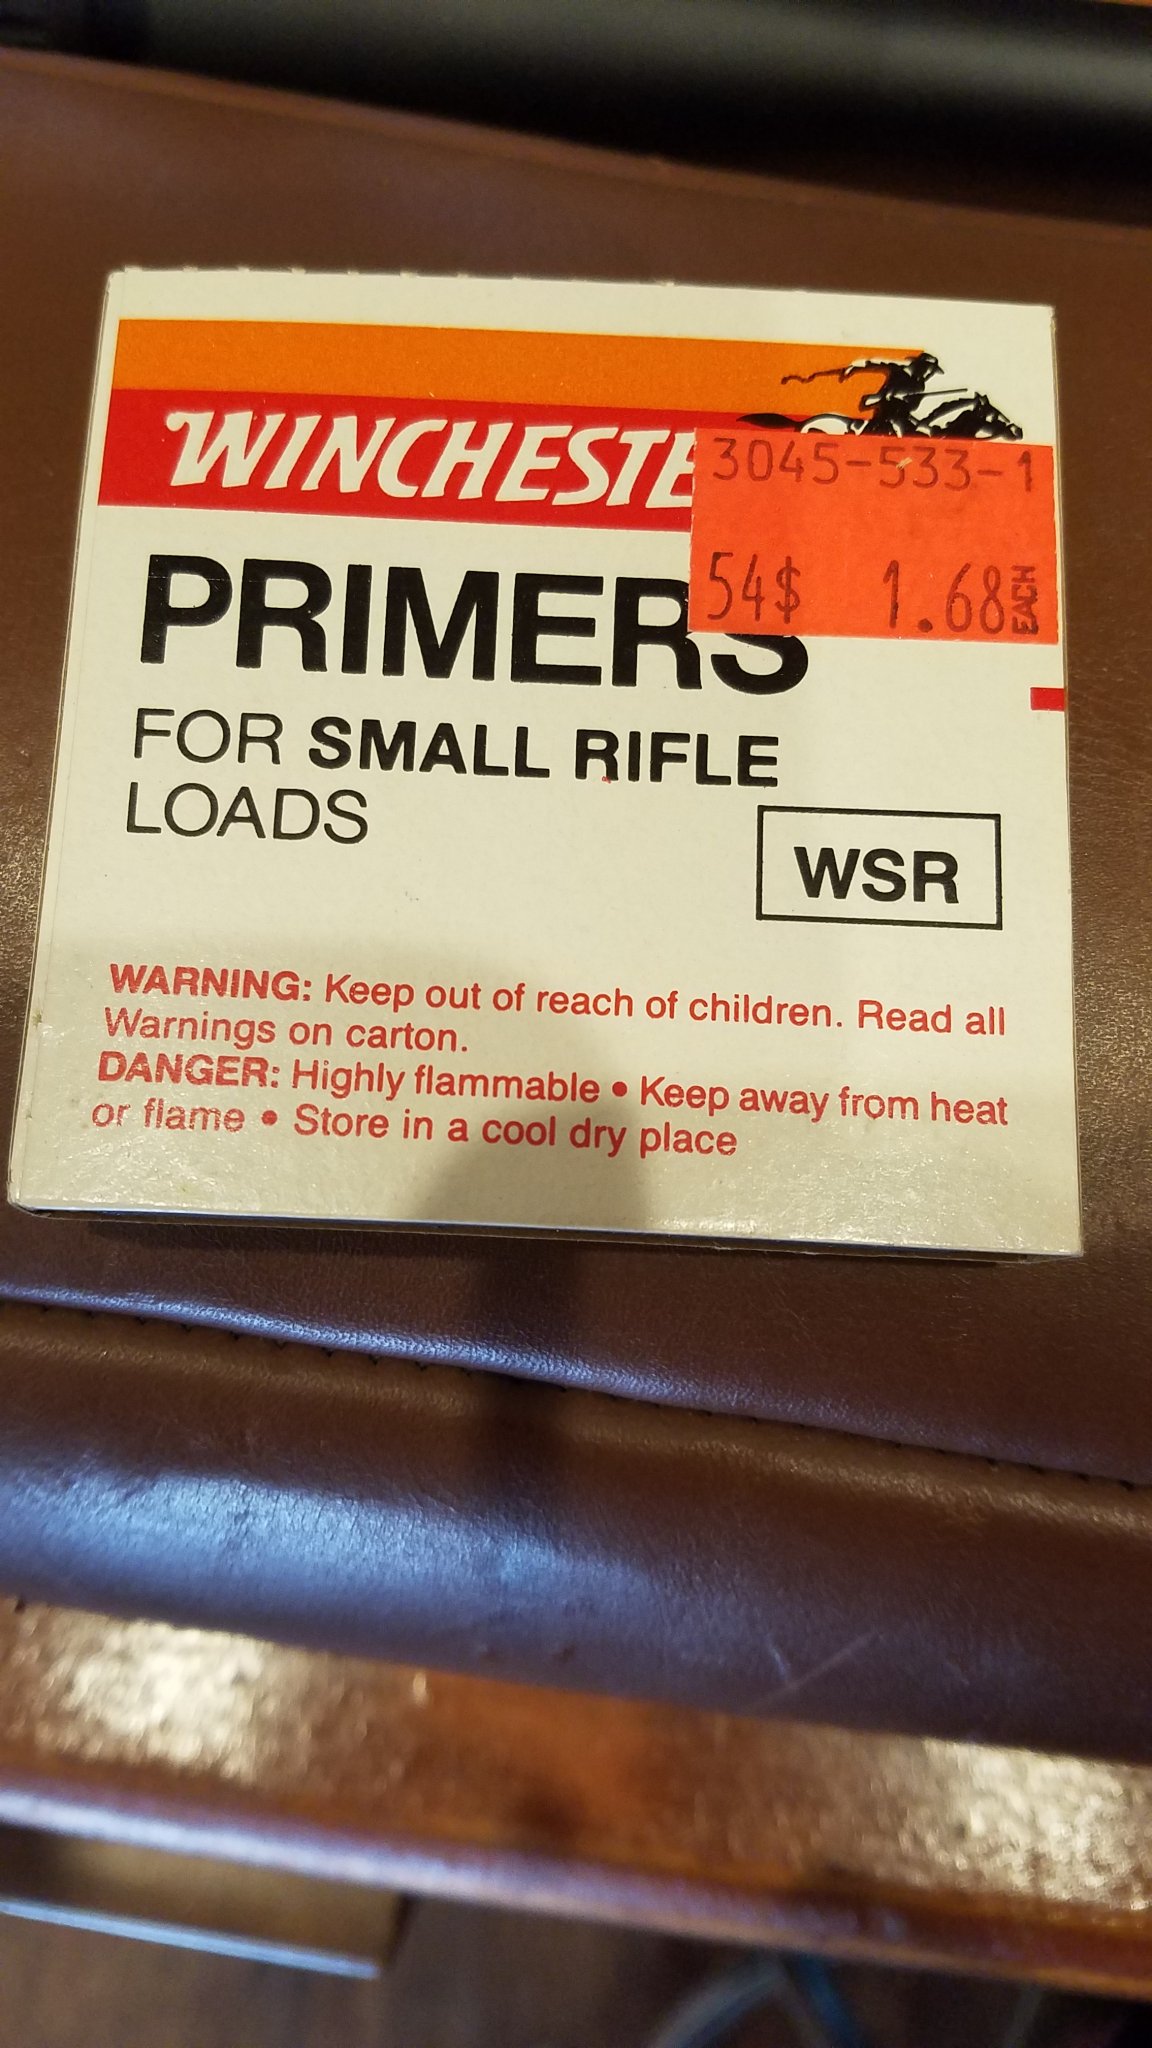 WINCHESTE
3045-533-1
54$ 1.68 EACH
PRIMERS
FOR SMALL RIFLE
LOADS
WSR
WARNING: Keep out of reach of children. Read all
Warnings on carton.
DANGER: Highly flammable • Keep away from heat
or flame • Store in a cool dry place